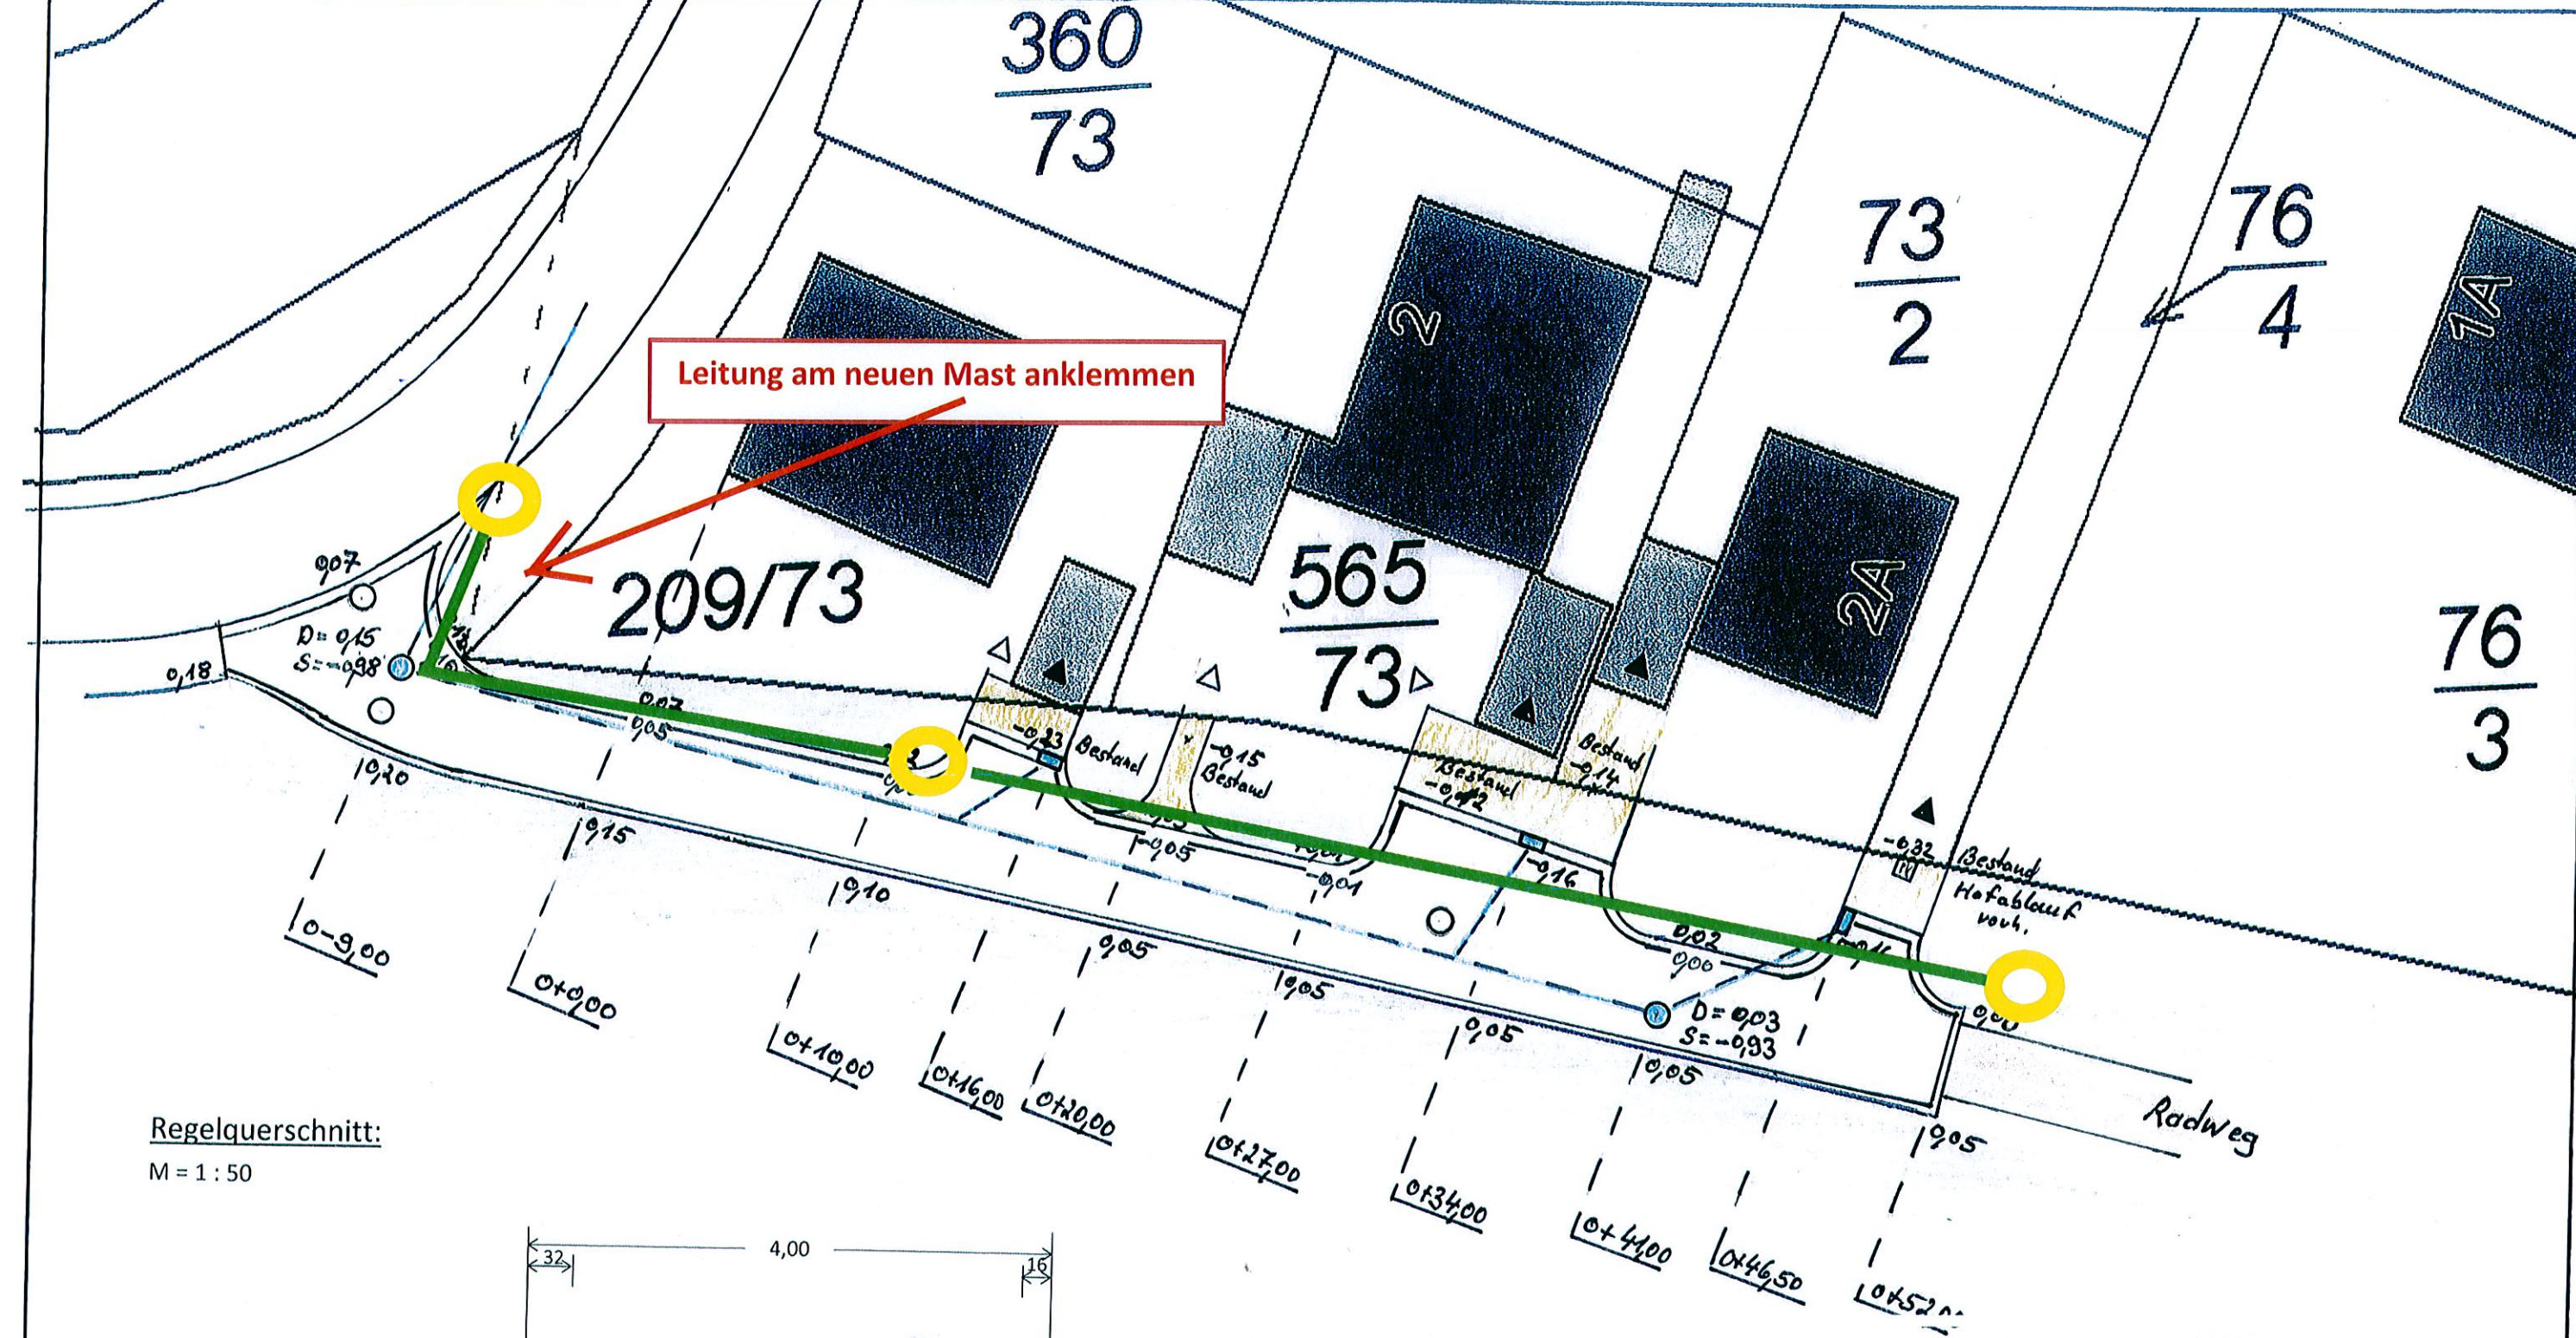 360
73
73
2
76
4
2
1A
Leitung am neuen Mast anklemmen
209/73
565
73
2A
76
3
0,07
D= 0,15
S=-0,98
0,18
0,07
0,05
-0,23
Bestand
-0,15
Bestand
Bestand
-0,14
Bestand
-0,32
Bestand
Hofablauf
vorh.
-0,05
-0,01
-0,16
0,02
0,00
D= 0,03
S=-0,93
0,00
0,20
0,15
0,10
0,05
0,05
0,05
0,05
0,05
Radweg
0-9,00
0+0,00
0+10,00
0+16,00
0+20,00
0+27,00
0+34,00
0+41,00
0+46,50
Regelquerschnitt:
M = 1 : 50
4,00
32
16